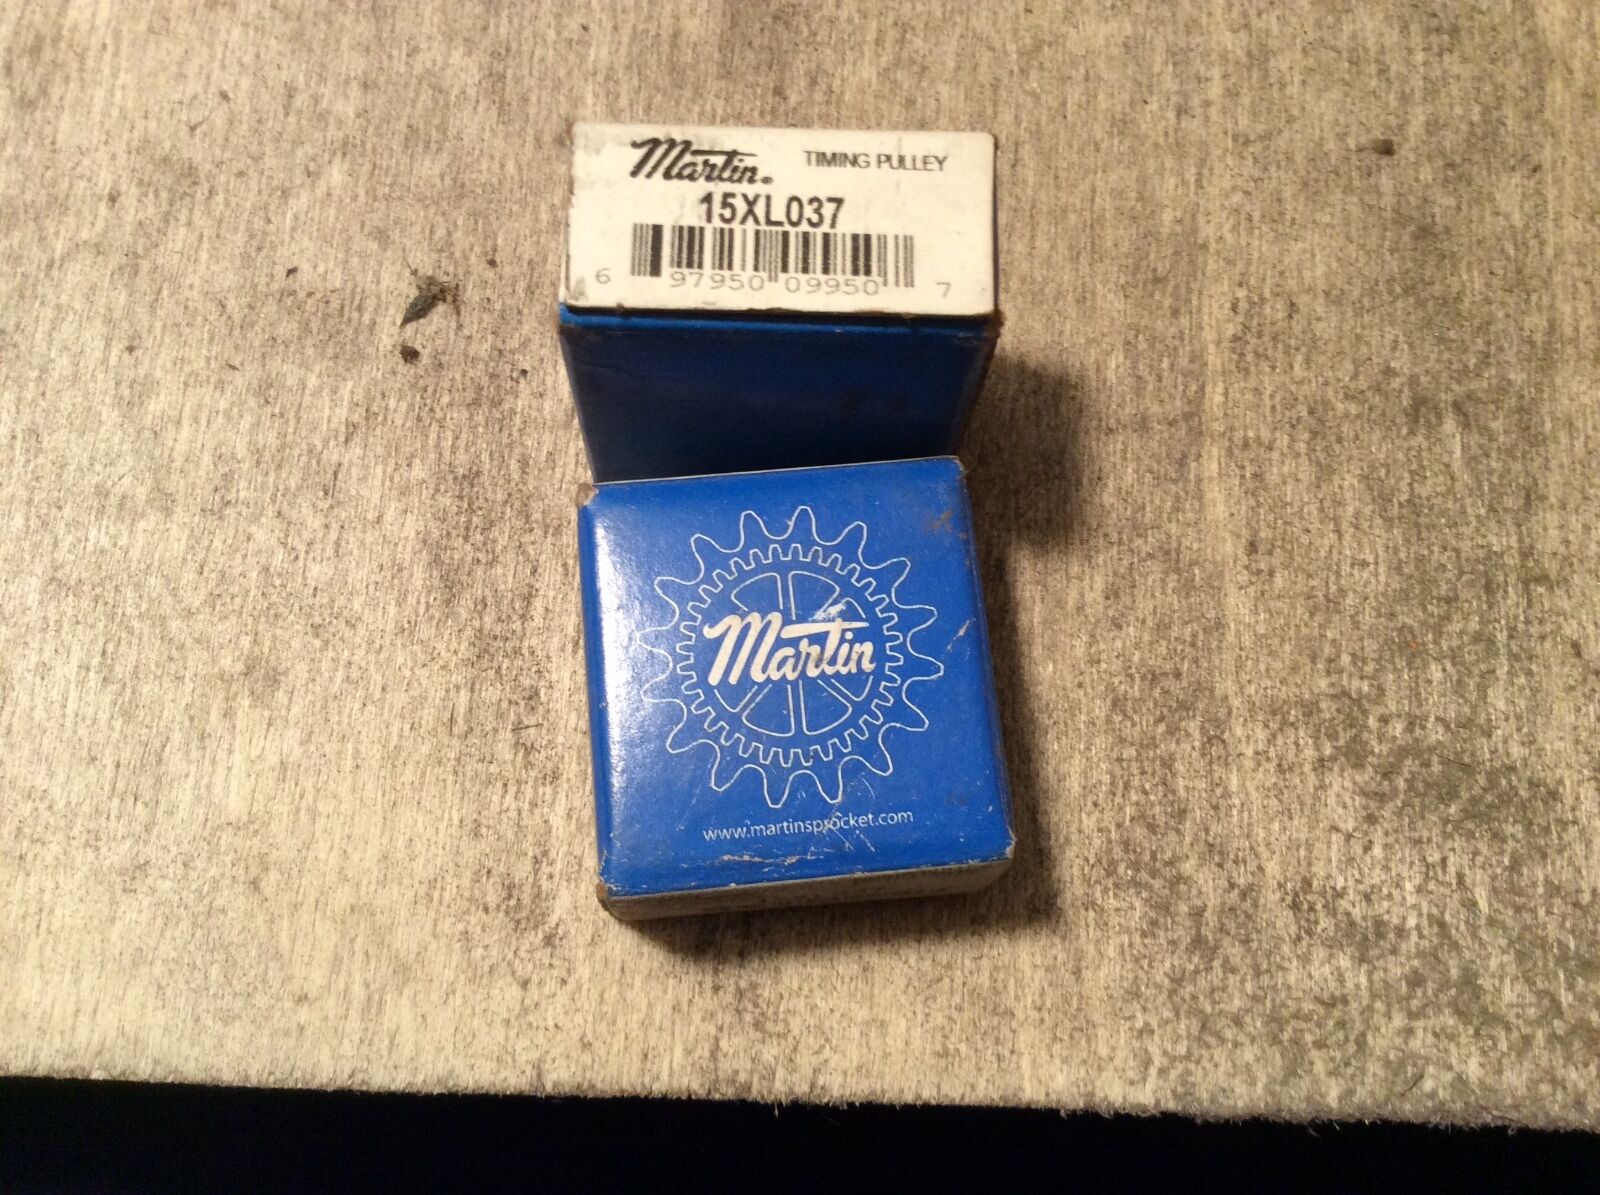 Martin. TIMING PULLEY
15XL037
6 97950 09950 7
Martin
www.martinsprocket.com